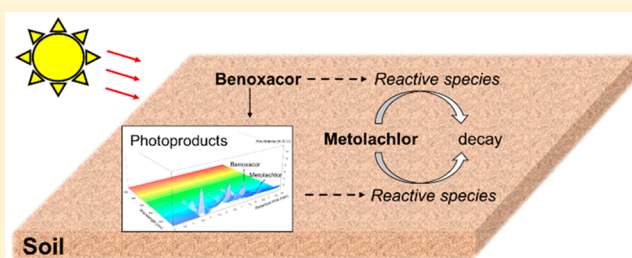 Benoxacor
Reactive species
Photoproducts
Benoxacor
Metolachlor
Metolachlor
decay
Reactive species
Soil